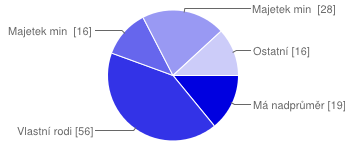 Majetek min [28]
Majetek min [16]
Ostatní [16]
Má nadprůměr [19]
Vlastní rodi [56]